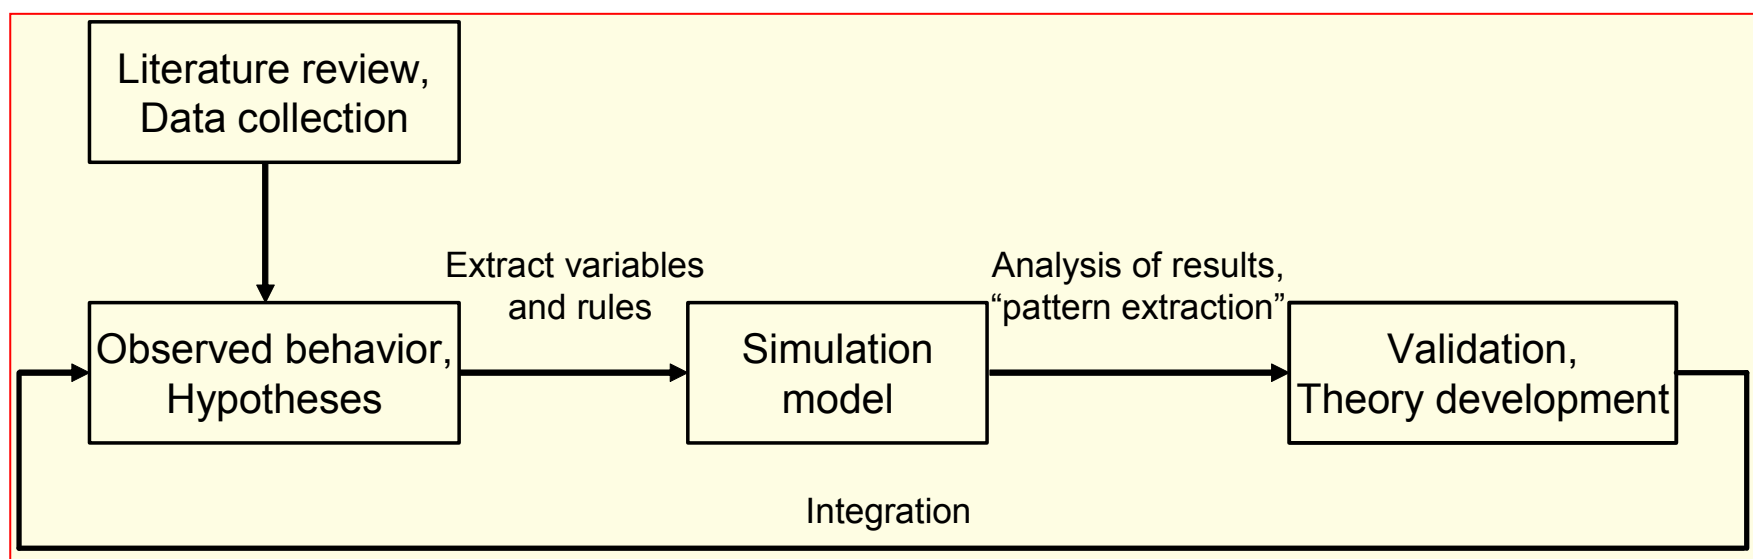 Literature review,
Data collection
Extract variables
and rules
Analysis of results,
“pattern extraction”
Observed behavior,
Hypotheses
Simulation
model
Validation,
Theory development
Integration